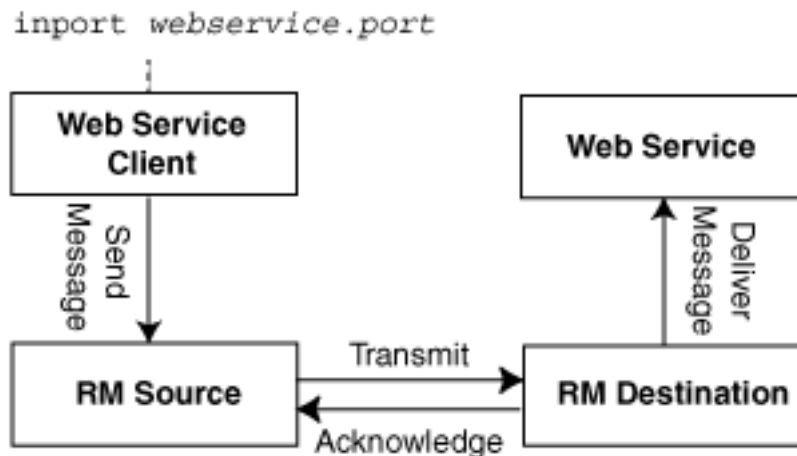 inport webservice.port
Web Service
Client
Web Service
Send
Message
Deliver
Message
RM Source
Transmit
Acknowledge
RM Destination